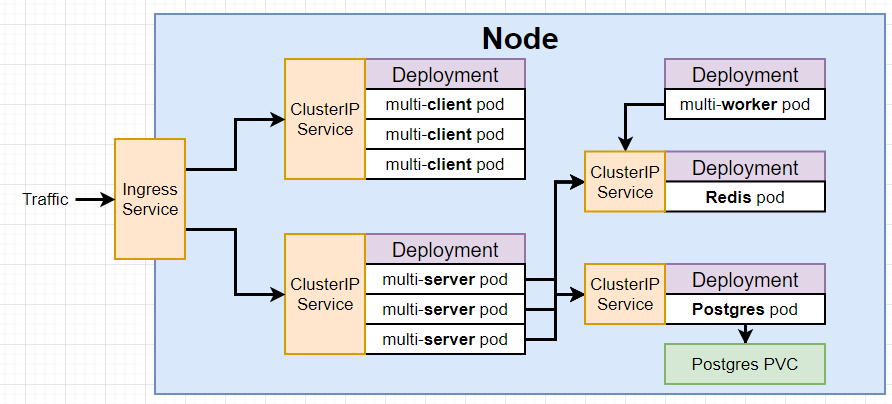 Node
Traffic
Ingress
Service
ClusterIP
Service
Deployment
multi-client pod
multi-client pod
multi-client pod
ClusterIP
Service
Deployment
multi-server pod
multi-server pod
multi-server pod
Deployment
multi-worker pod
ClusterIP
Service
Deployment
Redis pod
ClusterIP
Service
Deployment
Postgres pod
Postgres PVC